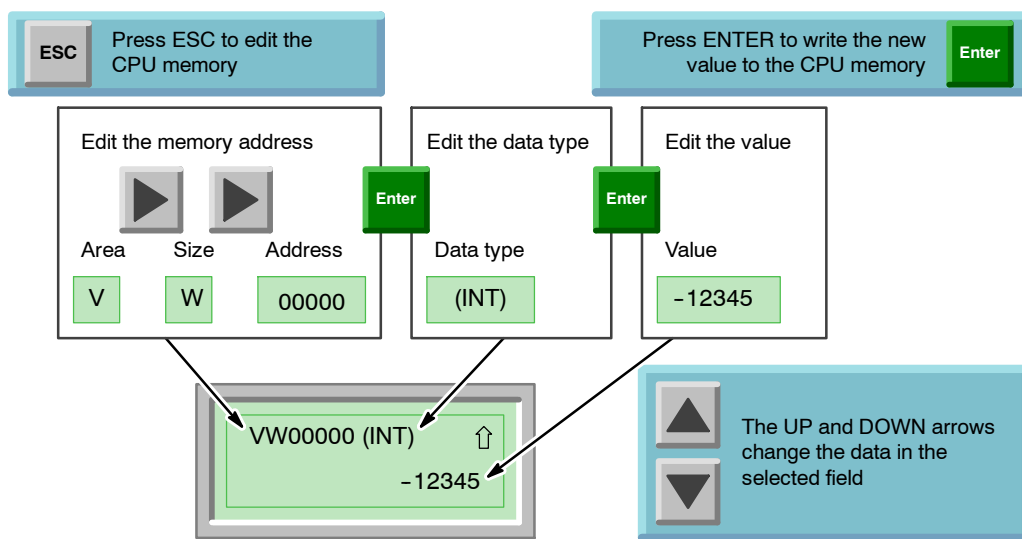 ESC
Press ESC to edit the
CPU memory
Press ENTER to write the new
value to the CPU memory
Enter
Edit the memory address
Edit the data type
Edit the value
Enter
Enter
Area
Size
Address
Data type
Value
V
W
00000
(INT)
-12345
VW00000 (INT)
-12345
The UP and DOWN arrows
change the data in the
selected field